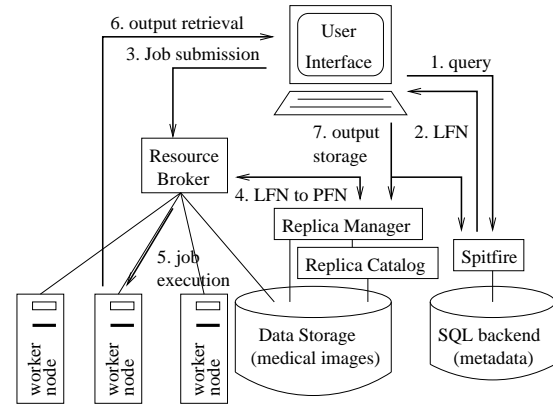 6. output retrieval
3. Job submission
User
Interface
1. query
7. output
storage
2. LFN
Resource
Broker
4. LFN to PFN
Replica Manager
Replica Catalog
Spitfire
5. job
execution
worker
node
worker
node
worker
node
Data Storage
(medical images)
SQL backend
(metadata)